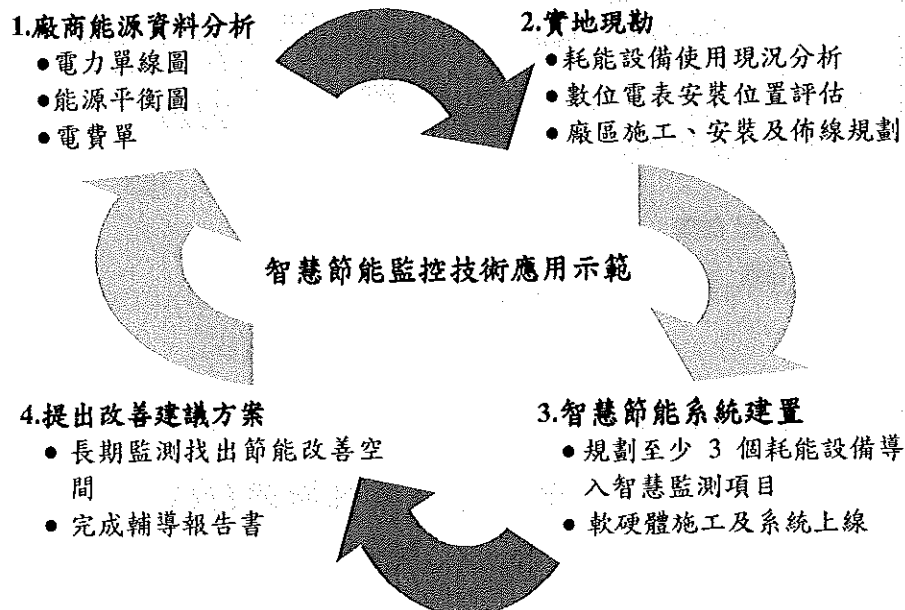 1.廠商能源資料分析
●電力單線圖
●能源平衡圖
●電費單
2.實地現勘
●耗能設備使用現況分析
●數位電表安裝位置評估
●廠區施工、安裝及佈線規劃
智慧節能監控技術應用示範
4.提出改善建議方案
● 長期監測找出節能改善空
間
● 完成輔導報告書
3.智慧節能系統建置
● 規劃至少 3 個耗能設備導
入智慧監測項目
● 軟硬體施工及系統上線